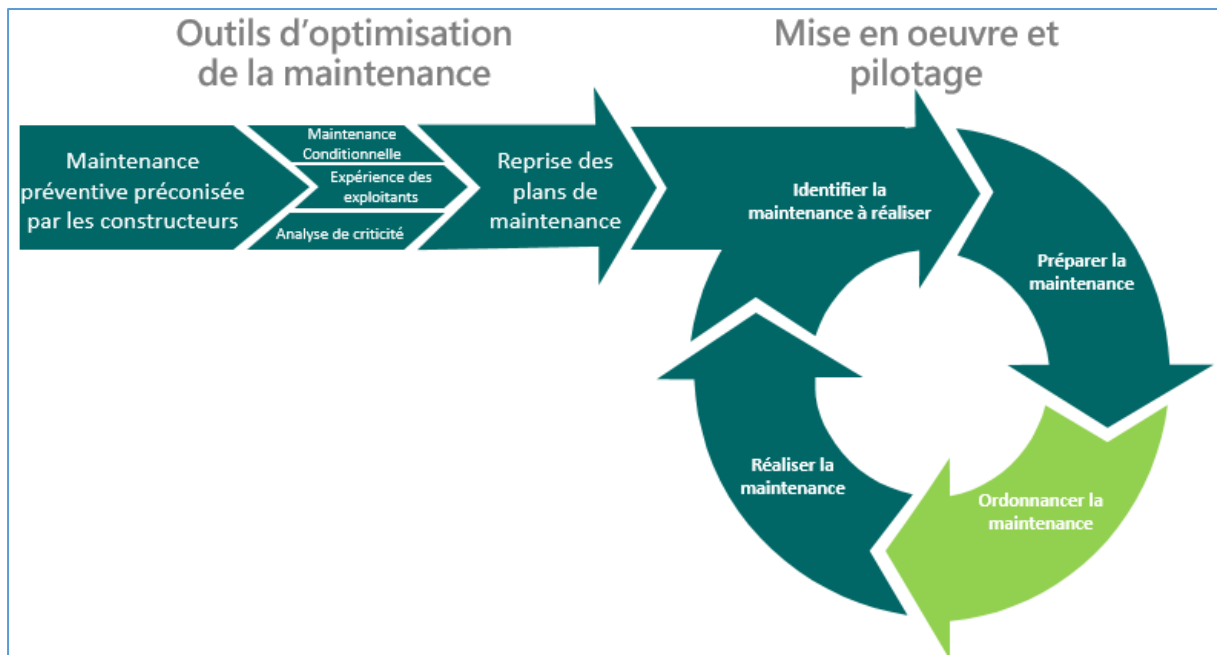 Outils d'optimisation
de la maintenance
Mise en oeuvre et
pilotage
Maintenance
préventive préconisée
par les constructeurs
Maintenance
Conditionnelle
Expérience des
exploitants
Analyse de criticité
Reprise des
plans de
maintenance
Identifier la
maintenance à réaliser
Préparer la
maintenance
Ordonnancer la
maintenance
Réaliser la
maintenance